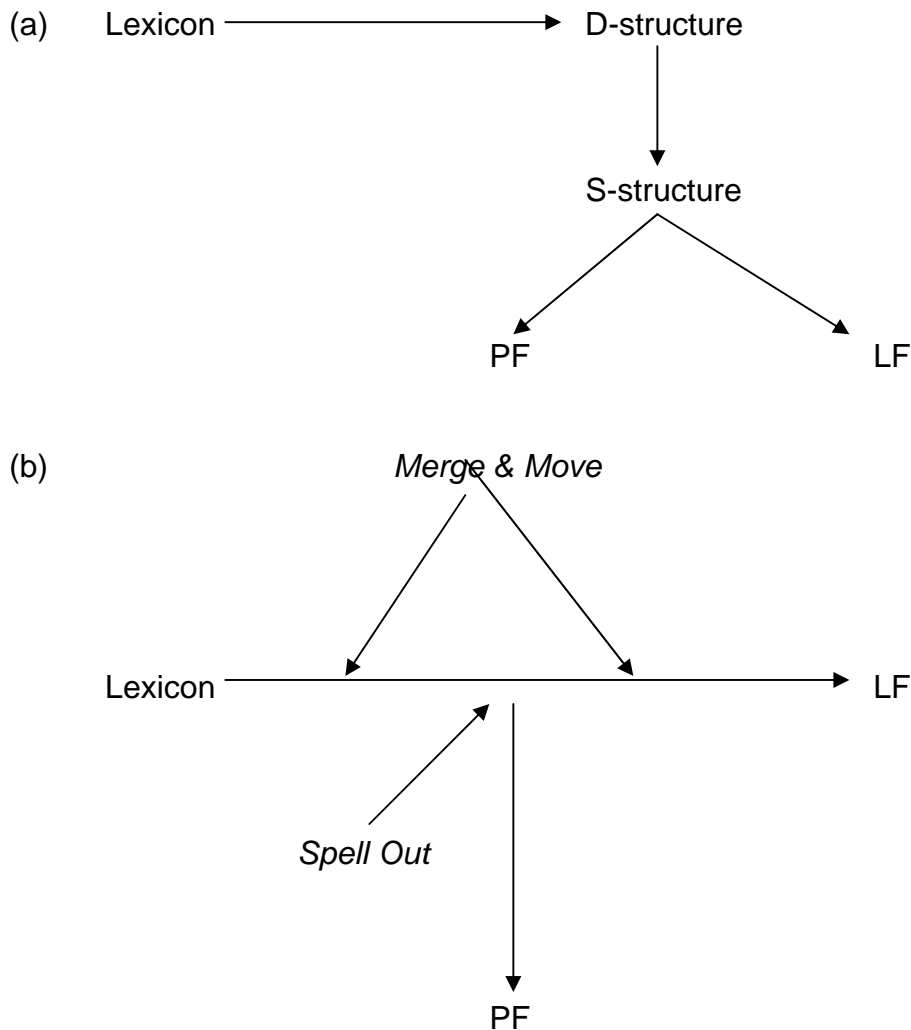 (a) Lexicon D-structure
S-structure
PF LF
(b) Merge & Move
Lexicon LF
Spell Out
PF